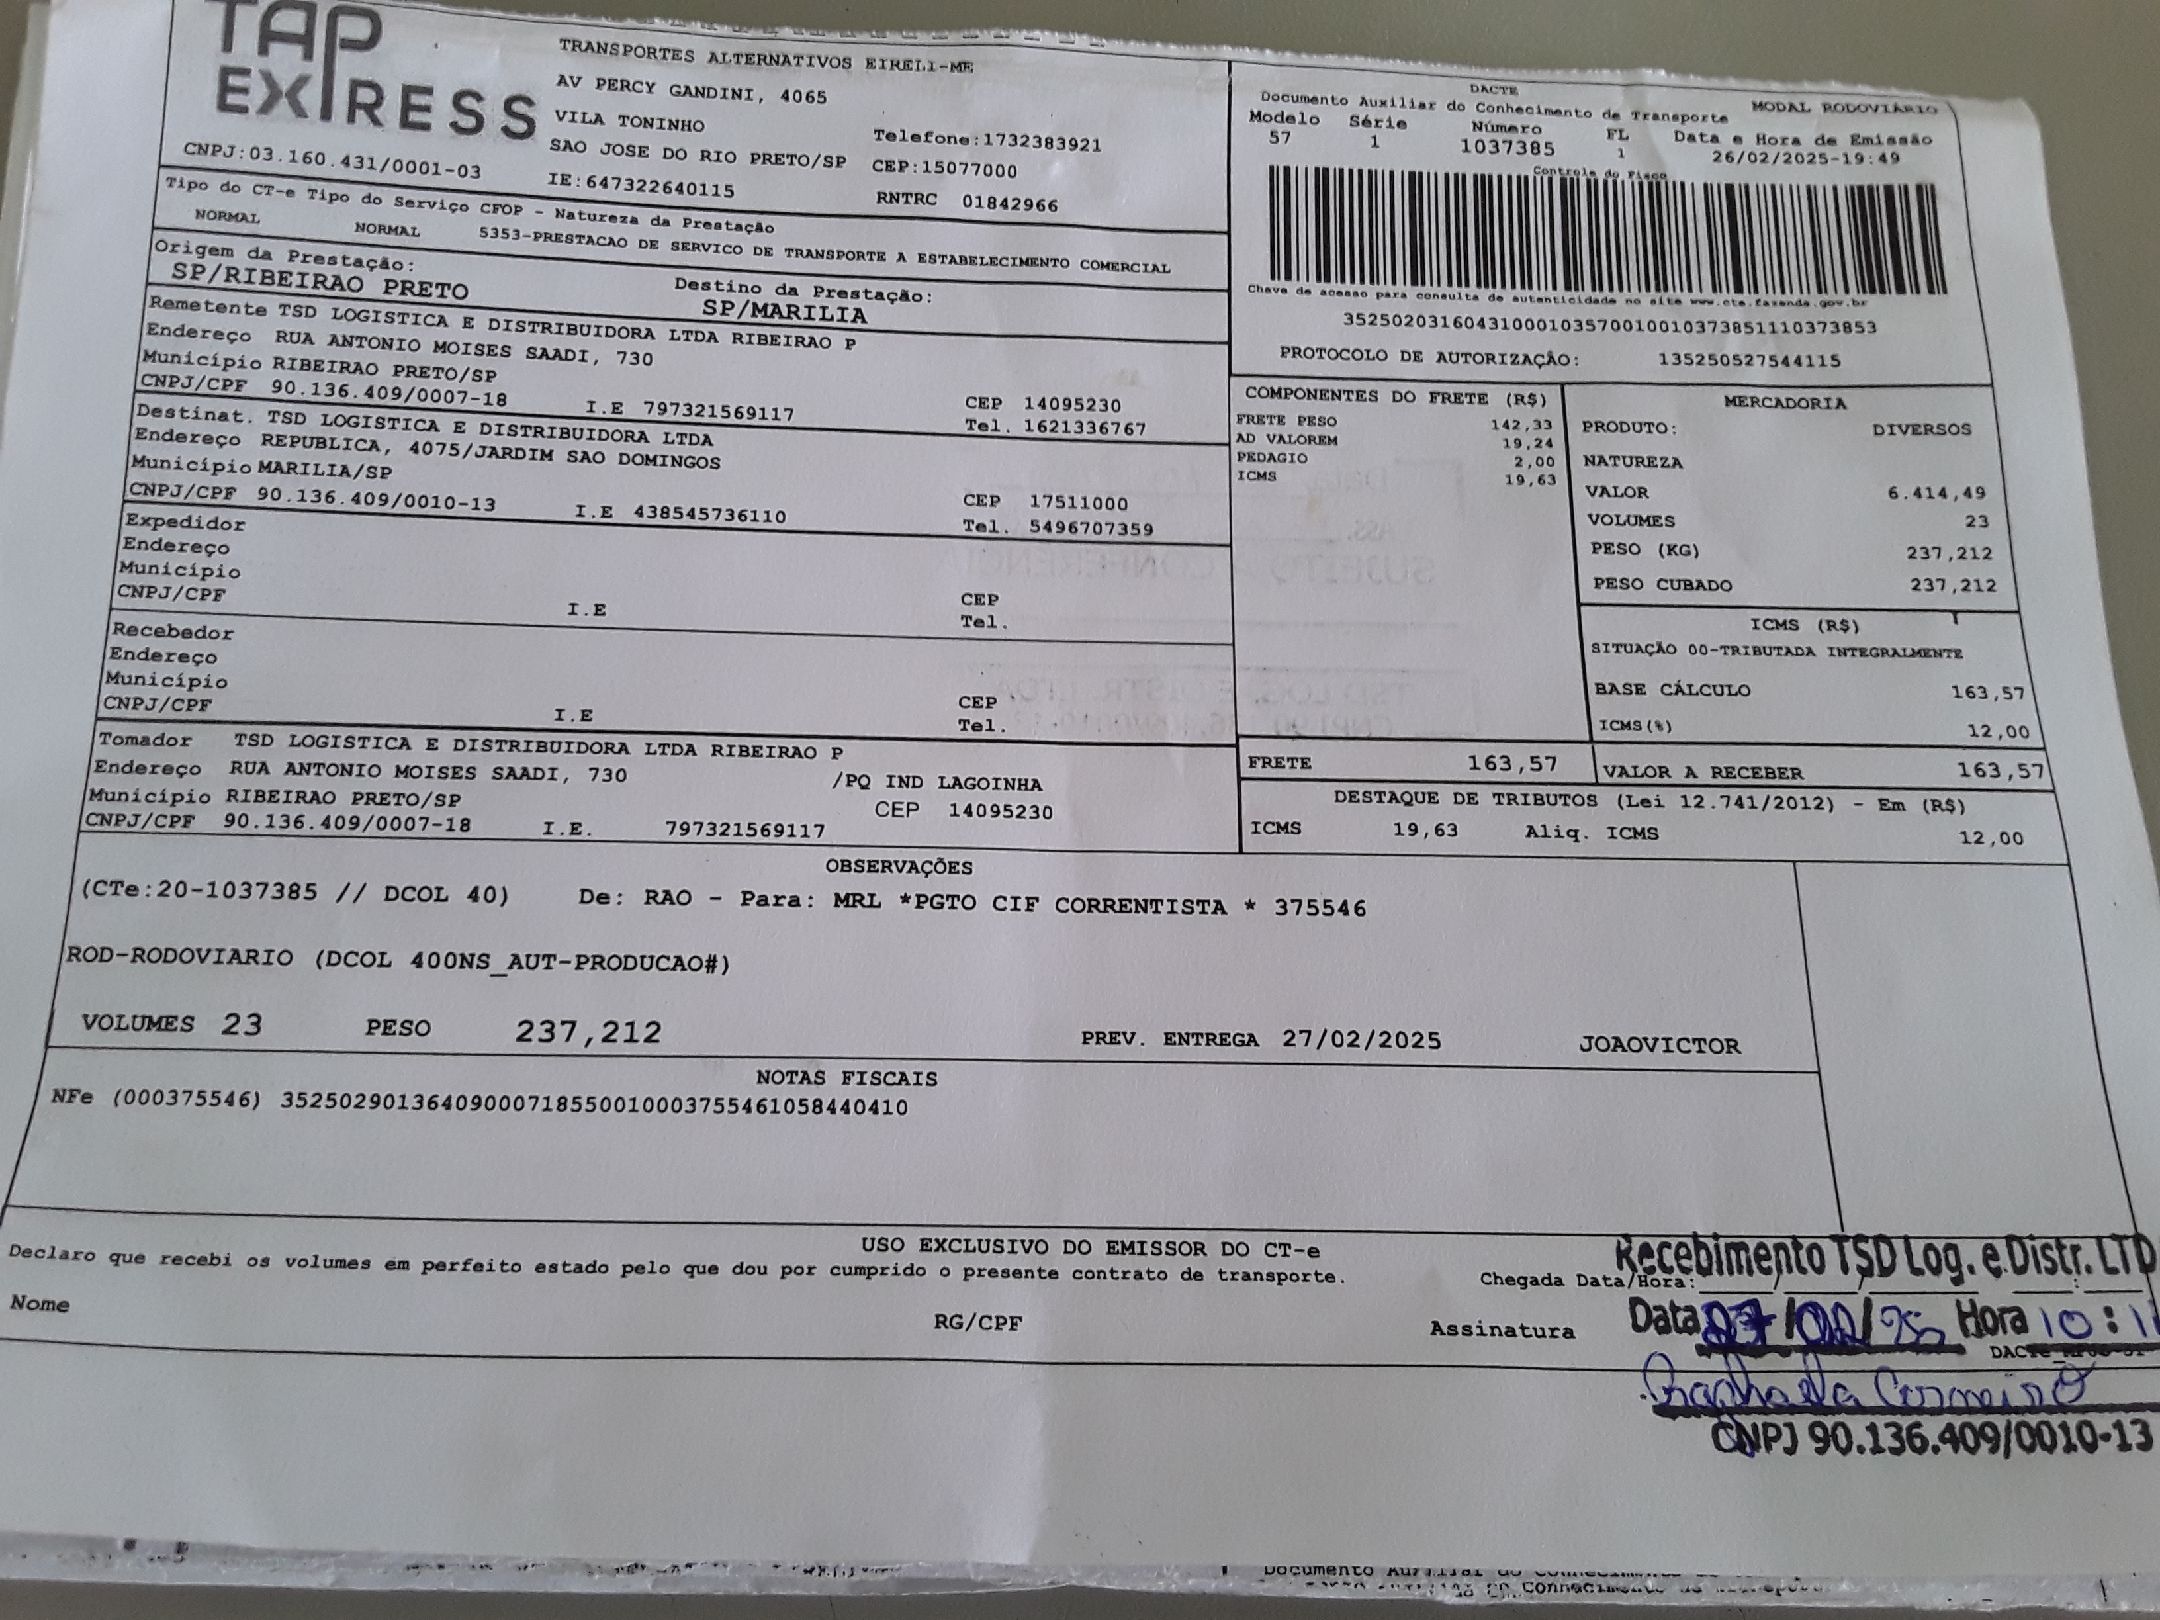 TAP
EXPRESS
TRANSPORTES ALTERNATIVOS EIRELI-ME
AV PERCY GANDINI, 4065
VILA TONINHO
Telefone:1732383921
SAO JOSE DO RIO PRETO/SP CEP:15077000
CNPJ:03.160.431/0001-03
IE:647322640115
RNTRC 01842966
DACTE
Documento Auxiliar do Conhecimento de Transporte
MODAL RODOVIÁRIO
Modelo Série Número FL Data e Hora de Emissão
57 1 1037385 1 26/02/2025-19:49
Controle do Fisco
Chave de acesso para consulta de autenticidade no site www.cte.fazenda.gov.br
35250203160431000103570010010373851110373853
PROTOCOLO DE AUTORIZAÇÃO: 135250527544115
Tipo do CT-e Tipo do Serviço CFOP - Natureza da Prestação
NORMAL NORMAL 5353-PRESTACAO DE SERVICO DE TRANSPORTE A ESTABELECIMENTO COMERCIAL
Origem da Prestação: Destino da Prestação:
SP/RIBEIRAO PRETO SP/MARILIA
Remetente TSD LOGISTICA E DISTRIBUIDORA LTDA RIBEIRAO P
Endereço RUA ANTONIO MOISES SAADI, 730
Município RIBEIRAO PRETO/SP CEP 14095230
CNPJ/CPF 90.136.409/0007-18 I.E 797321569117 Tel. 1621336767
Destinat. TSD LOGISTICA E DISTRIBUIDORA LTDA
Endereço REPUBLICA, 4075/JARDIM SAO DOMINGOS
Município MARILIA/SP CEP 17511000
CNPJ/CPF 90.136.409/0010-13 I.E 438545736110 Tel. 5496707359
Expedidor
Endereço
Município CEP
CNPJ/CPF I.E Tel.
Recebedor
Endereço
Município CEP
CNPJ/CPF I.E Tel.
Tomador TSD LOGISTICA E DISTRIBUIDORA LTDA RIBEIRAO P
Endereço RUA ANTONIO MOISES SAADI, 730 /PQ IND LAGOINHA
Município RIBEIRAO PRETO/SP CEP 14095230
CNPJ/CPF 90.136.409/0007-18 I.E. 797321569117
COMPONENTES DO FRETE (R$)
FRETE PESO 142,33
AD VALOREM 19,24
PEDAGIO 2,00
ICMS 19,63
MERCADORIA
PRODUTO: DIVERSOS
NATUREZA
VALOR 6.414,49
VOLUMES 23
PESO (KG) 237,212
PESO CUBADO 237,212
ICMS (R$)
SITUAÇÃO 00-TRIBUTADA INTEGRALMENTE
BASE CÁLCULO 163,57
ICMS(%) 12,00
FRETE 163,57 VALOR A RECEBER 163,57
DESTAQUE DE TRIBUTOS (Lei 12.741/2012) - Em (R$)
ICMS 19,63 Aliq. ICMS 12,00
OBSERVAÇÕES
(CTe:20-1037385 // DCOL 40) De: RAO - Para: MRL *PGTO CIF CORRENTISTA * 375546
ROD-RODOVIARIO (DCOL 400NS_AUT-PRODUCAO#)
VOLUMES 23 PESO 237,212 PREV. ENTREGA 27/02/2025 JOAOVICTOR
NOTAS FISCAIS
NFe (000375546) 35250290136409000718550010003755461058440410
USO EXCLUSIVO DO EMISSOR DO CT-e
Declaro que recebi os volumes em perfeito estado pelo que dou por cumprido o presente contrato de transporte.
Chegada Data/Hora:
Nome RG/CPF Assinatura
Recebimento TSD Log. e Distr. LTD
Data 27/02/25 Hora 10:11
CNPJ 90.136.409/0010-13